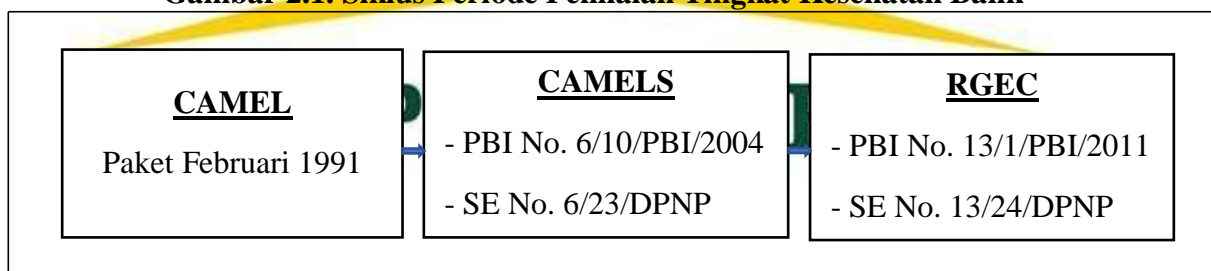 Gambar 2.1. Siklus Periode Penilaian Tingkat Kesehatan Bank
CAMEL
Paket Februari 1991
CAMELS
- PBI No. 6/10/PBI/2004
- SE No. 6/23/DPNP
RGEC
- PBI No. 13/1/PBI/2011
- SE No. 13/24/DPNP